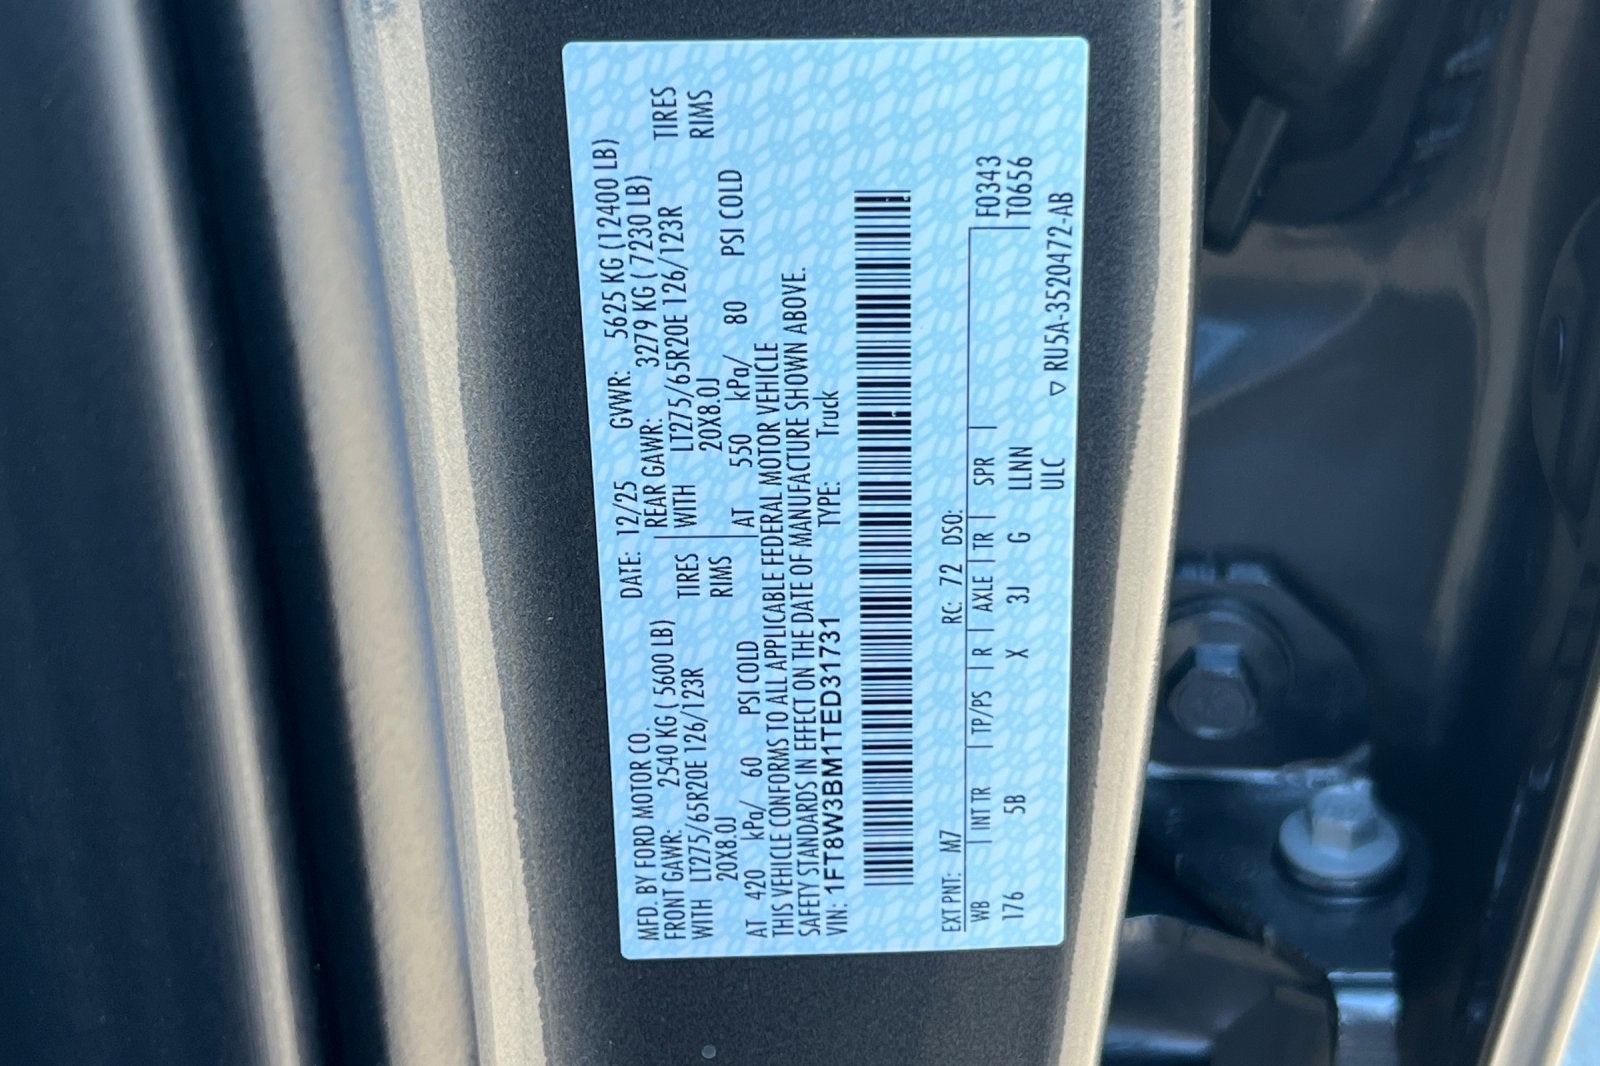 MFD. BY FORD MOTOR CO. DATE: 12/25 GVWR: 5625 KG (12400 LB)
FRONT GAWR: 2540 KG ( 5600 LB) REAR GAWR: 3279 KG ( 7230 LB)
WITH LT275/65R20E 126/123R TIRES WITH LT275/65R20E 126/123R TIRES
20X8.0J RIMS 20X8.0J RIMS
AT 420 kPa/ 60 PSI COLD AT 550 kPa/ 80 PSI COLD
THIS VEHICLE CONFORMS TO ALL APPLICABLE FEDERAL MOTOR VEHICLE
SAFETY STANDARDS IN EFFECT ON THE DATE OF MANUFACTURE SHOWN ABOVE.
VIN: 1FT8W3BM1TED31731 TYPE: Truck
EXT PNT: M7 RC: 72 DSO:
WB INT TR TP/PS R AXLE TR SPR F0343
176 5B X 3J G LLNN T0656
ULC ▽ RU5A-3520472-AB